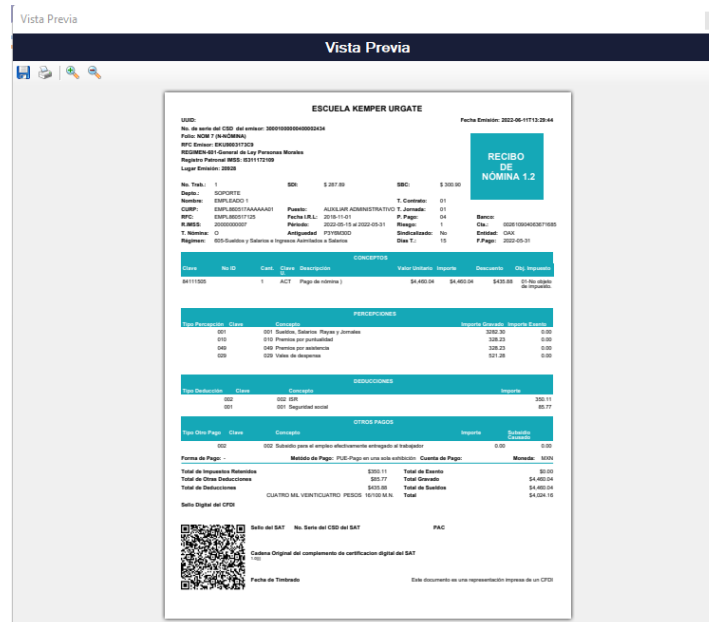 Vista Previa
Vista Previa
ESCUELA KEMPER URGATE
UUID: Fecha Emisión: 2022-06-11T13:29:44
No. de serie del CSD del emisor: 30001000000400002434
Folio: NOM 7 (N-NÓMINA)
RFC Emisor: EKU9003173C9
REGIMEN-601-General de Ley Personas Morales
Registro Patronal IMSS: I5311172109
Lugar Emisión: 20928
RECIBO
DE
NÓMINA 1.2
No. Trab.: 1 SDI: $ 287.89 SBC: $ 300.90
Depto.: SOPORTE
Nombre: EMPLEADO 1 T. Contrato: 01
CURP: EMPL860517AAAAAA01 Puesto: AUXILIAR ADMINISTRATIVO T. Jornada: 01
RFC: EMPL860517125 Fecha I.R.L: 2018-11-01 P. Pago: 04 Banco:
R.IMSS: 20000000007 Período: 2022-05-15 al 2022-05-31 Riesgo: 1 Cta.: 002610904063671685
T. Nómina: O Antiguedad P3Y6M30D Sindicalizado: No Entidad: OAX
Régimen: 605-Sueldos y Salarios e Ingresos Asimilados a Salarios Días T.: 15 F.Pago: 2022-05-31
CONCEPTOS
Clave No ID Cant. Clave U. Descripción Valor Unitario Importe Descuento Obj. Impuesto
84111505 1 ACT Pago de nómina ) $4,460.04 $4,460.04 $435.88 01-No objeto
de impuesto.
PERCEPCIONES
Tipo Percepción Clave Concepto Importe Gravado Importe Exento
001 001 Sueldos, Salarios Rayas y Jornales 3282.30 0.00
010 010 Premios por puntualidad 328.23 0.00
049 049 Premios por asistencia 328.23 0.00
029 029 Vales de despensa 521.28 0.00
DEDUCCIONES
Tipo Deducción Clave Concepto Importe
002 002 ISR 350.11
001 001 Seguridad social 85.77
OTROS PAGOS
Tipo Otro Pago Clave Concepto Importe Subsidio
Causado
002 002 Subsidio para el empleo efectivamente entregado al trabajador 0.00 0.00
Forma de Pago: - Metódo de Pago: PUE-Pago en una sola exhibición Cuenta de Pago: Moneda: MXN
Total de Impuestos Retenidos $350.11 Total de Exento $0.00
Total de Otras Deducciones $85.77 Total Gravado $4,460.04
Total de Deducciones $435.88 Total de Sueldos $4,460.04
CUATRO MIL VEINTICUATRO PESOS 16/100 M.N. Total $4,024.16
Sello Digital del CFDI
Sello del SAT No. Serie del CSD del SAT PAC
Cadena Original del complemento de certificacion digital del SAT
Fecha de Timbrado Este documento es una representación impresa de un CFDI